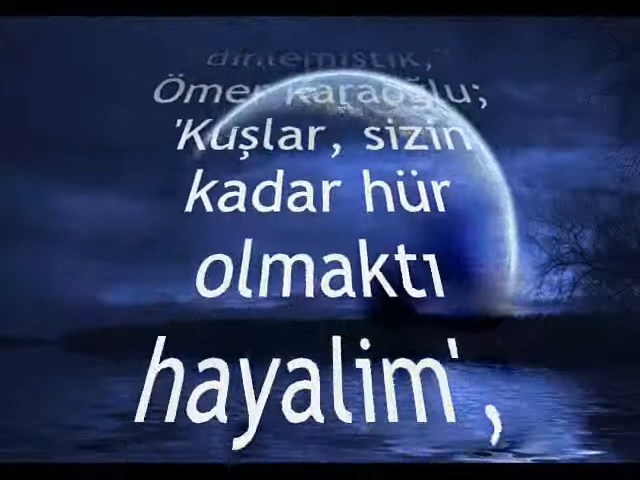 dinlemiştik,"
Ömer karaoğlu;
'Kuşlar, sizin
kadar hür
olmaktı
hayalim',